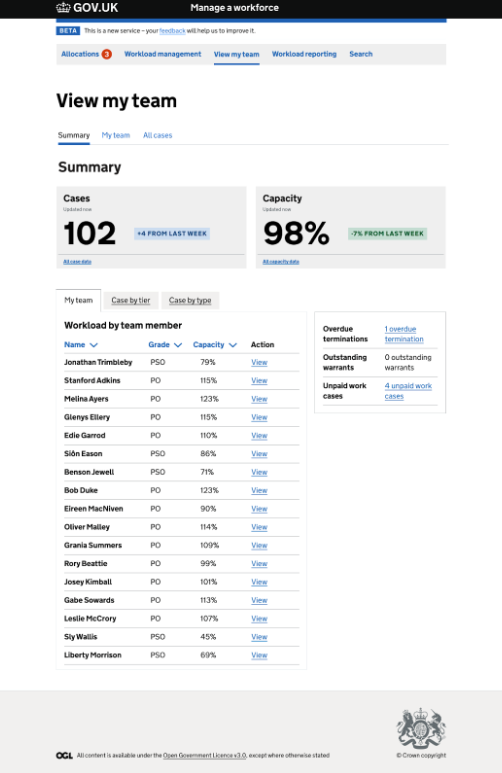 GOV.UK Manage a workforce
BETA This is a new service – your feedback will help us to improve it.
Allocations 3 Workload management View my team Workload reporting Search
View my team
Summary My team All cases
Summary
Cases
Updated now
102 +4 FROM LAST WEEK
All case data
Capacity
Updated now
98% -7% FROM LAST WEEK
All capacity data
My team Case by tier Case by type
Workload by team member
Name Grade Capacity Action
Jonathan Trimbleby PSO 79% View
Stanford Adkins PO 115% View
Melina Ayers PO 123% View
Glenys Ellery PO 115% View
Edie Garrod PO 110% View
Siôn Eason PSO 86% View
Benson Jewell PSO 71% View
Bob Duke PO 123% View
Eireen MacNiven PO 90% View
Oliver Malley PO 114% View
Grania Summers PO 109% View
Rory Beattie PO 99% View
Josey Kimball PO 101% View
Gabe Sowards PO 113% View
Leslie McCrory PO 107% View
Sly Wallis PSO 45% View
Liberty Morrison PSO 69% View
Overdue 1 overdue
terminations termination
Outstanding 0 outstanding
warrants warrants
Unpaid work 4 unpaid work
cases cases
OGL All content is available under the Open Government Licence v3.0, except where otherwise stated
© Crown copyright